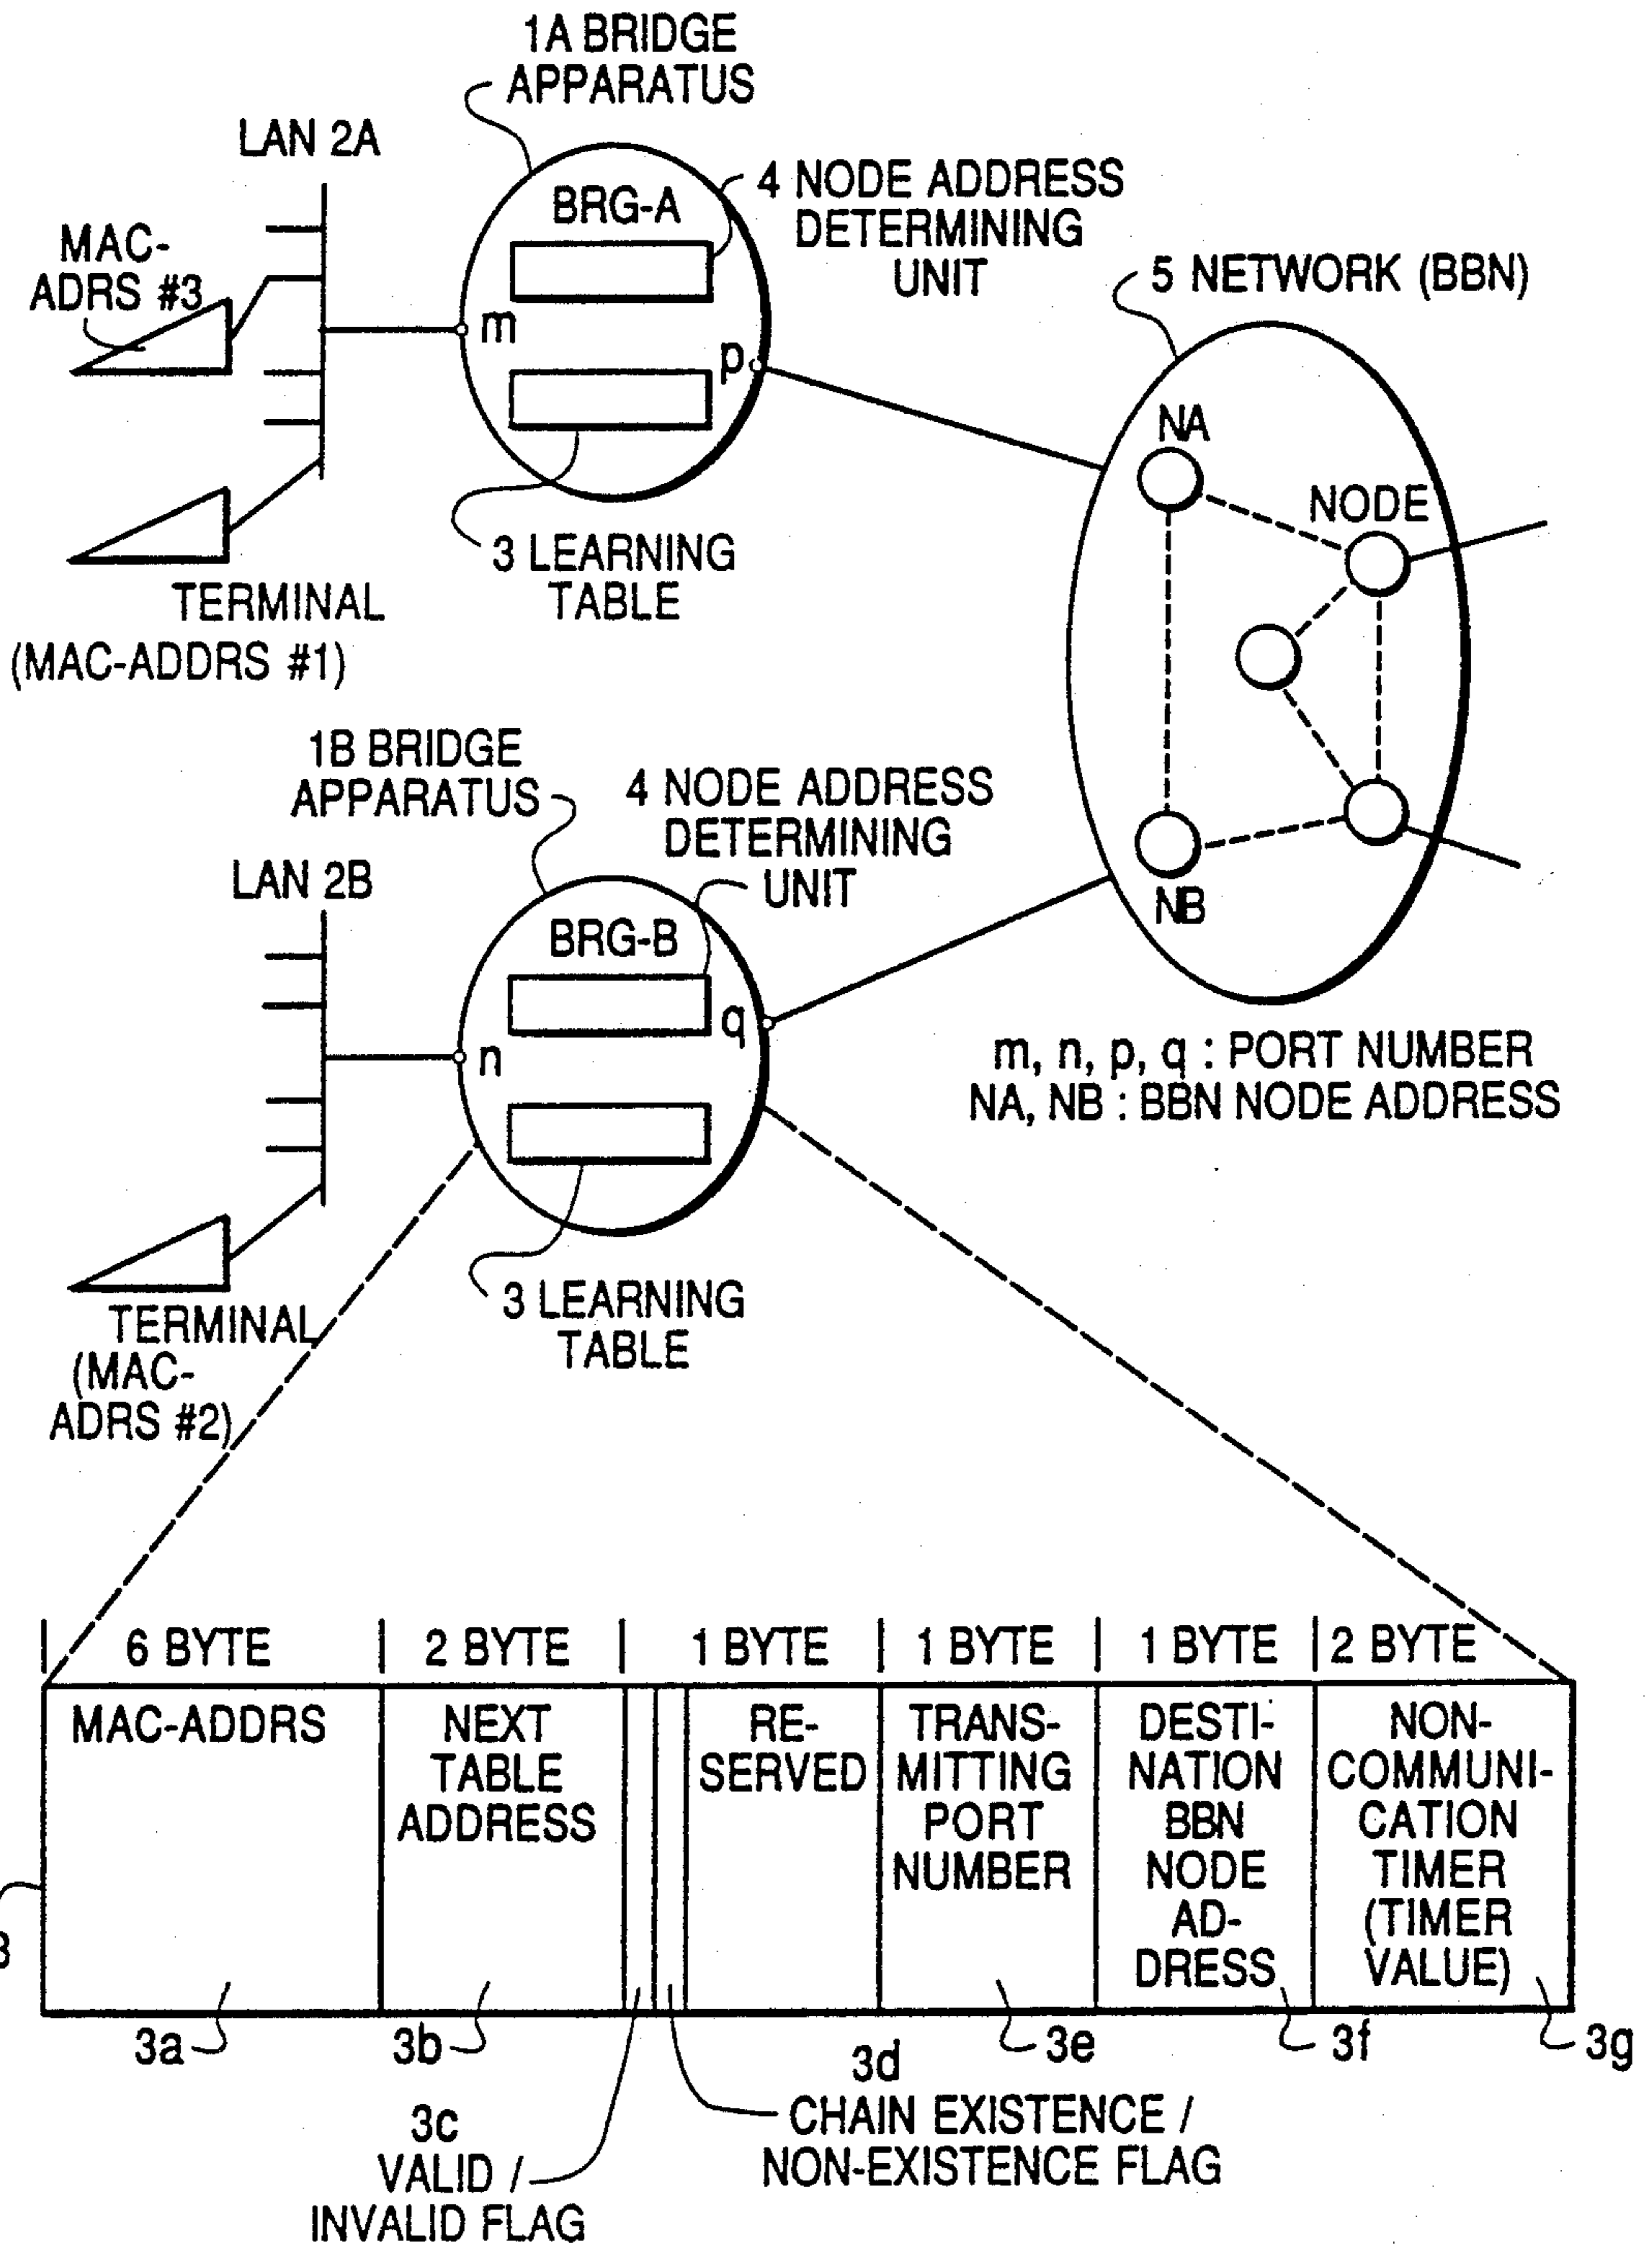 1A BRIDGE
APPARATUS
LAN 2A
4 NODE ADDRESS
DETERMINING
UNIT
BRG-A
MAC-
ADRS #3
m
p
5 NETWORK (BBN)
NA
NODE
3 LEARNING
TABLE
TERMINAL
(MAC-ADDRS #1)
1B BRIDGE
APPARATUS
4 NODE ADDRESS
DETERMINING
UNIT
LAN 2B
NB
BRG-B
q
n
m, n, p, q : PORT NUMBER
NA, NB : BBN NODE ADDRESS
3 LEARNING
TABLE
TERMINAL
(MAC-
ADRS #2)
6 BYTE
2 BYTE
1 BYTE
1 BYTE
1 BYTE
2 BYTE
MAC-ADDRS
NEXT
TABLE
ADDRESS
RE-
SERVED
TRANS-
MITTING
PORT
NUMBER
DESTI-
NATION
BBN
NODE
AD-
DRESS
NON-
COMMUNI-
CATION
TIMER
(TIMER
VALUE)
3
3a
3b
3c
VALID /
INVALID FLAG
3d
CHAIN EXISTENCE /
NON-EXISTENCE FLAG
3e
3f
3g